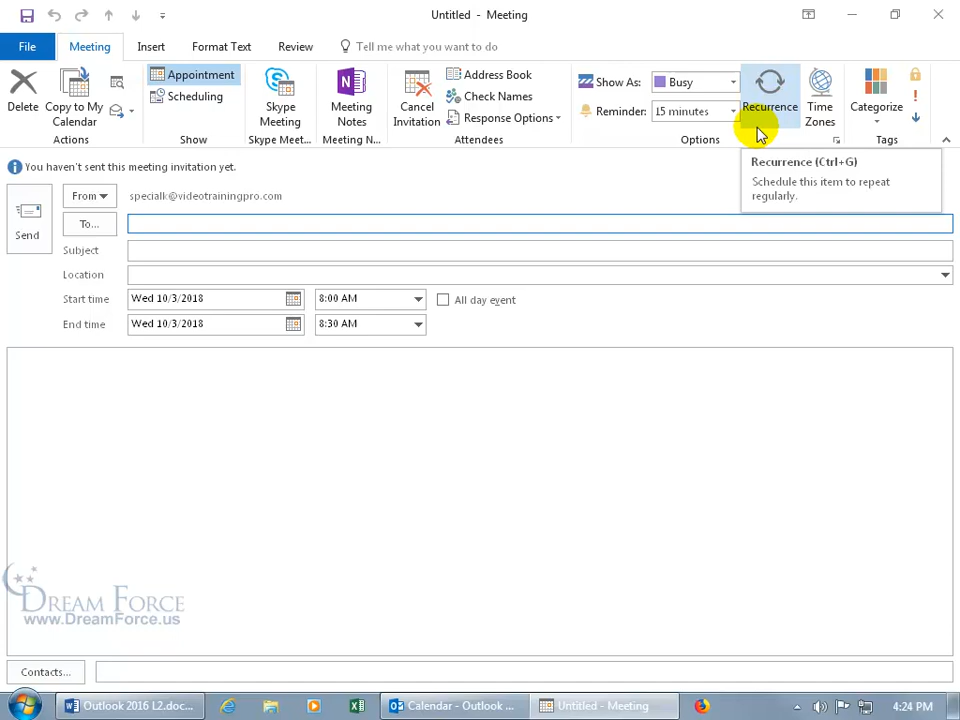 Untitled - Meeting
File Meeting Insert Format Text Review Tell me what you want to do
Delete
Copy to My Calendar
Actions
Appointment
Scheduling
Show
Skype Meeting
Skype Meet...
Meeting Notes
Meeting N...
Cancel Invitation
Address Book
Check Names
Response Options
Attendees
Show As: Busy
Reminder: 15 minutes
Recurrence
Time Zones
Options
Categorize
Tags
Recurrence (Ctrl+G)
Schedule this item to repeat
regularly.
You haven't sent this meeting invitation yet.
Send
From specialk@videotrainingpro.com
To...
Subject
Location
Start time Wed 10/3/2018 8:00 AM All day event
End time Wed 10/3/2018 8:30 AM
DREAM FORCE
www.DreamForce.us
Contacts...
Outlook 2016 L2.doc... Calendar - Outlook ... Untitled - Meeting 4:24 PM